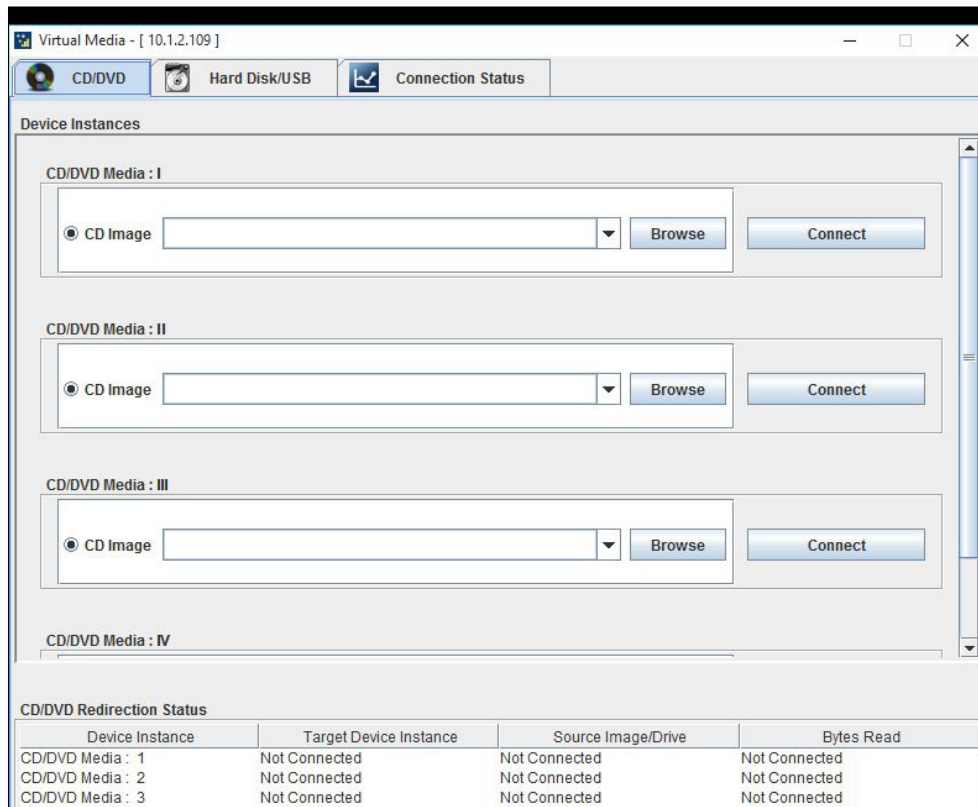 Virtual Media - [ 10.1.2.109 ]
CD/DVD Hard Disk/USB Connection Status
Device Instances
CD/DVD Media : I
CD Image Browse Connect
CD/DVD Media : II
CD Image Browse Connect
CD/DVD Media : III
CD Image Browse Connect
CD/DVD Media : IV
CD/DVD Redirection Status
Device Instance Target Device Instance Source Image/Drive Bytes Read
CD/DVD Media : 1 Not Connected Not Connected Not Connected
CD/DVD Media : 2 Not Connected Not Connected Not Connected
CD/DVD Media : 3 Not Connected Not Connected Not Connected